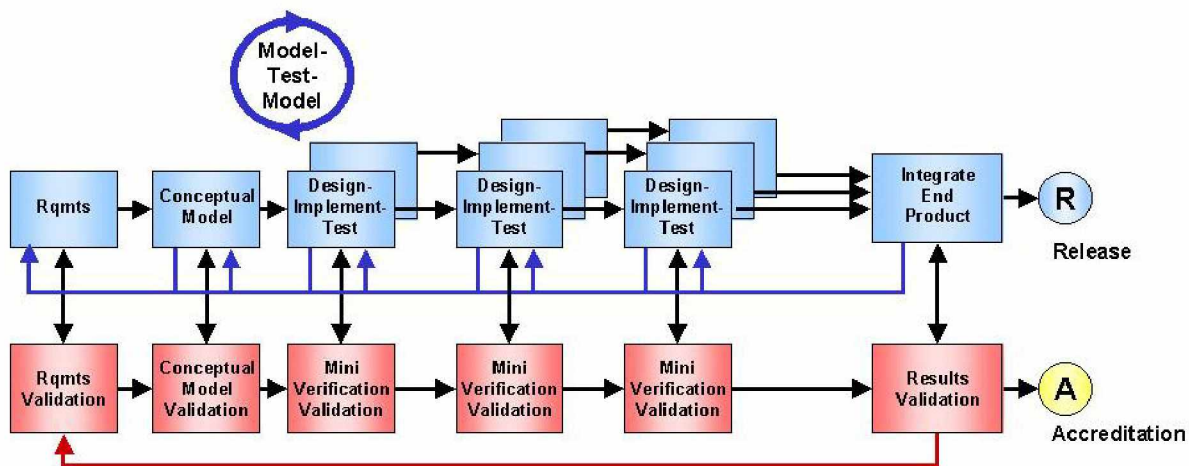 Model-
Test-
Model
Rqmts
Conceptual
Model
Design-
Implement-
Test
Design-
Implement-
Test
Design-
Implement-
Test
Integrate
End
Product
R
Release
Rqmts
Validation
Conceptual
Model
Validation
Mini
Verification
Validation
Mini
Verification
Validation
Mini
Verification
Validation
Results
Validation
A
Accreditation